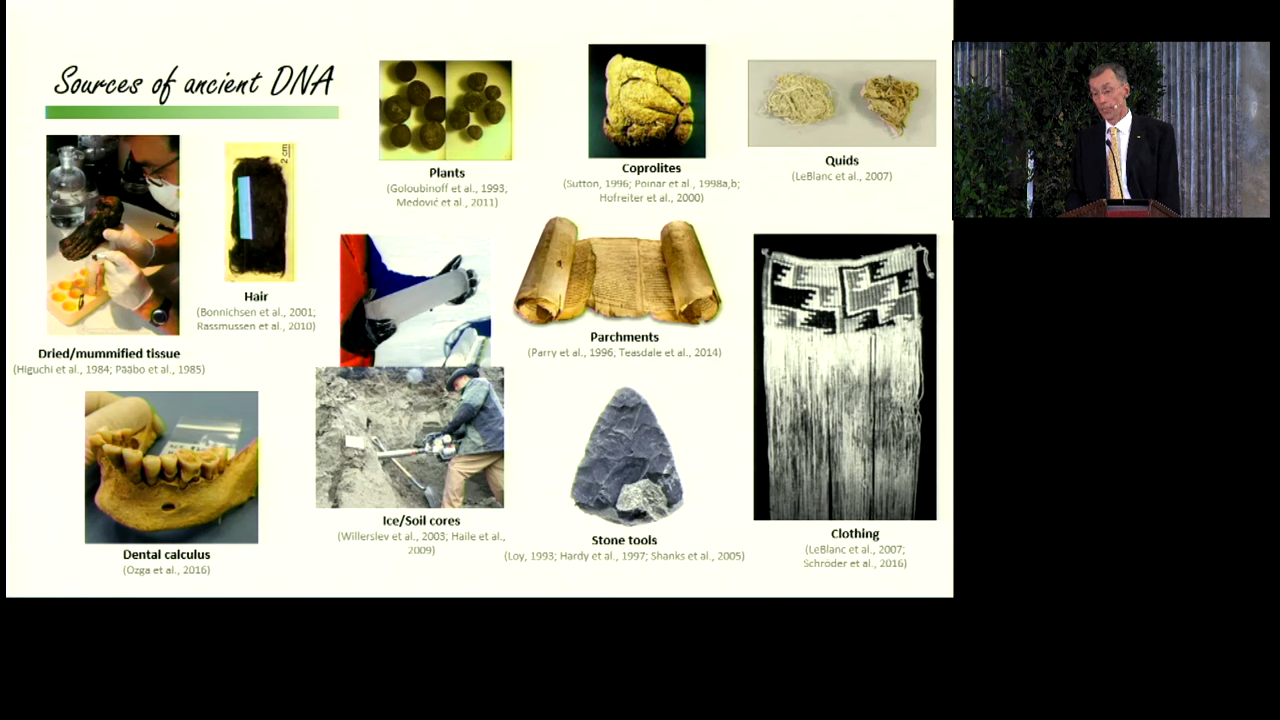 Sources of ancient DNA
2 cm
Plants
(Goloubinoff et al., 1993,
Medović et al., 2011)
Coprolites
(Sutton, 1996; Poinar et al , 1998a,b;
Hofreiter et al., 2000)
Quids
(LeBlanc et al., 2007)
Hair
(Bonnichsen et al., 2001;
Rassmussen et al., 2010)
Dried/mummified tissue
(Higuchi et al., 1984; Pääbo et al., 1985)
Parchments
(Parry et al., 1996, Teasdale et al., 2014)
Dental calculus
(Ozga et al., 2016)
Ice/Soil cores
(Willerslev et al., 2003; Haile et al.,
2009)
Stone tools
(Loy, 1993; Hardy et al., 1997; Shanks et al., 2005)
Clothing
(LeBlanc et al., 2007;
Schroder et al., 2016)